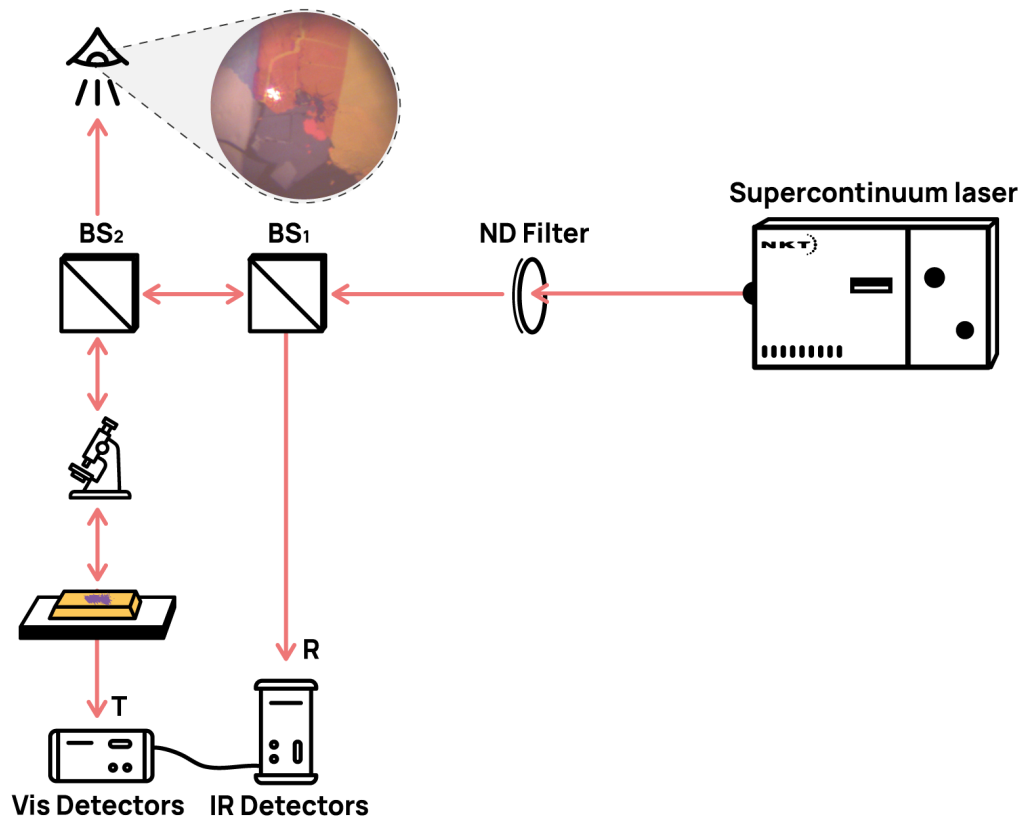 Supercontinuum laser
BS₂
BS₁
ND Filter
NKT
R
T
Vis Detectors
IR Detectors